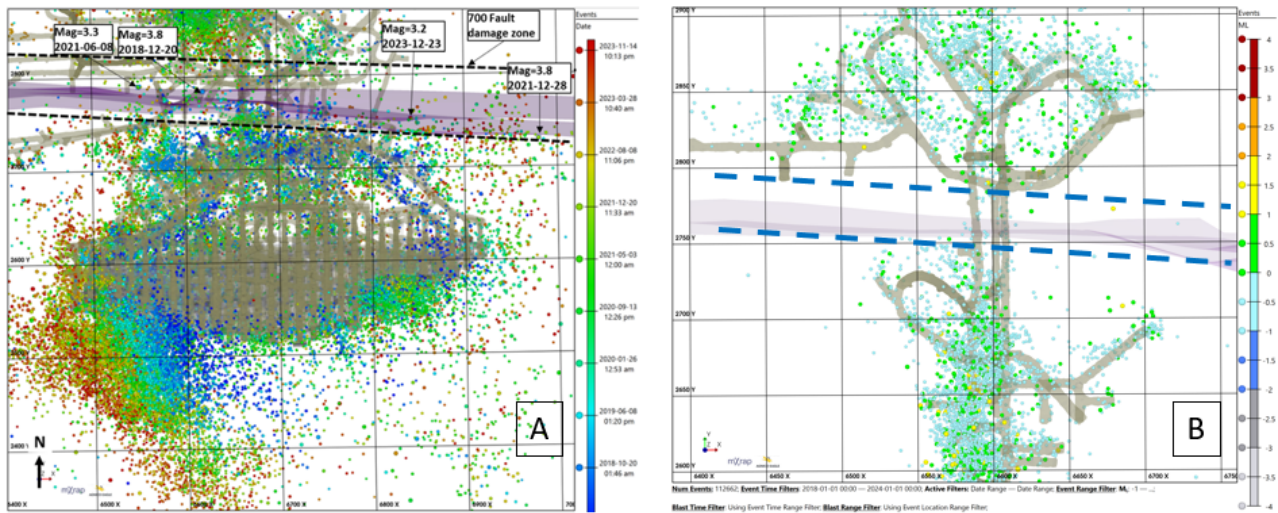 Mag=3.3
2021-06-08
Mag=3.8
2018-12-20
700 Fault
damage zone
Mag=3.2
2023-12-23
Mag=3.8
2021-12-28
Events
Date
2023-11-14
10:13 pm
2023-03-28
10:40 am
2022-08-08
11:06 pm
2021-12-20
11:33 am
2021-05-03
12:00 am
2020-09-13
12:26 pm
2020-01-26
12:53 am
2019-06-08
01:20 pm
2018-10-20
01:46 am
A
N
mXrap
2900 Y
2850 Y
2800 Y
2750 Y
2700 Y
2650 Y
2600 Y
6400 X
6450 X
6500 X
6550 X
6600 X
6650 X
6700 X
B
Y
Z X
mXrap
Events
ML
4
3.5
3
2.5
2
1.5
1
0.5
0
-0.5
-1
-1.5
-2
-2.5
-3
-3.5
-4
Num Events: 112662; Event Time Filters: 2018-01-01 00:00 — 2024-01-01 00:00; Active Filters: Date Range — Date Range; Event Range Filter: ML: -1 — ..;
Blast Time Filter: Using Event Time Range Filter; Blast Range Filter: Using Event Location Range Filter;